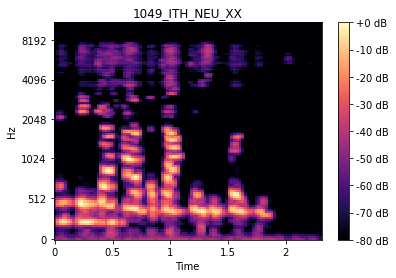 1049_ITH_NEU_XX
Hz
8192
4096
2048
1024
512
0
0
0.5
1
1.5
2
Time
+0 dB
-10 dB
-20 dB
-30 dB
-40 dB
-50 dB
-60 dB
-70 dB
-80 dB